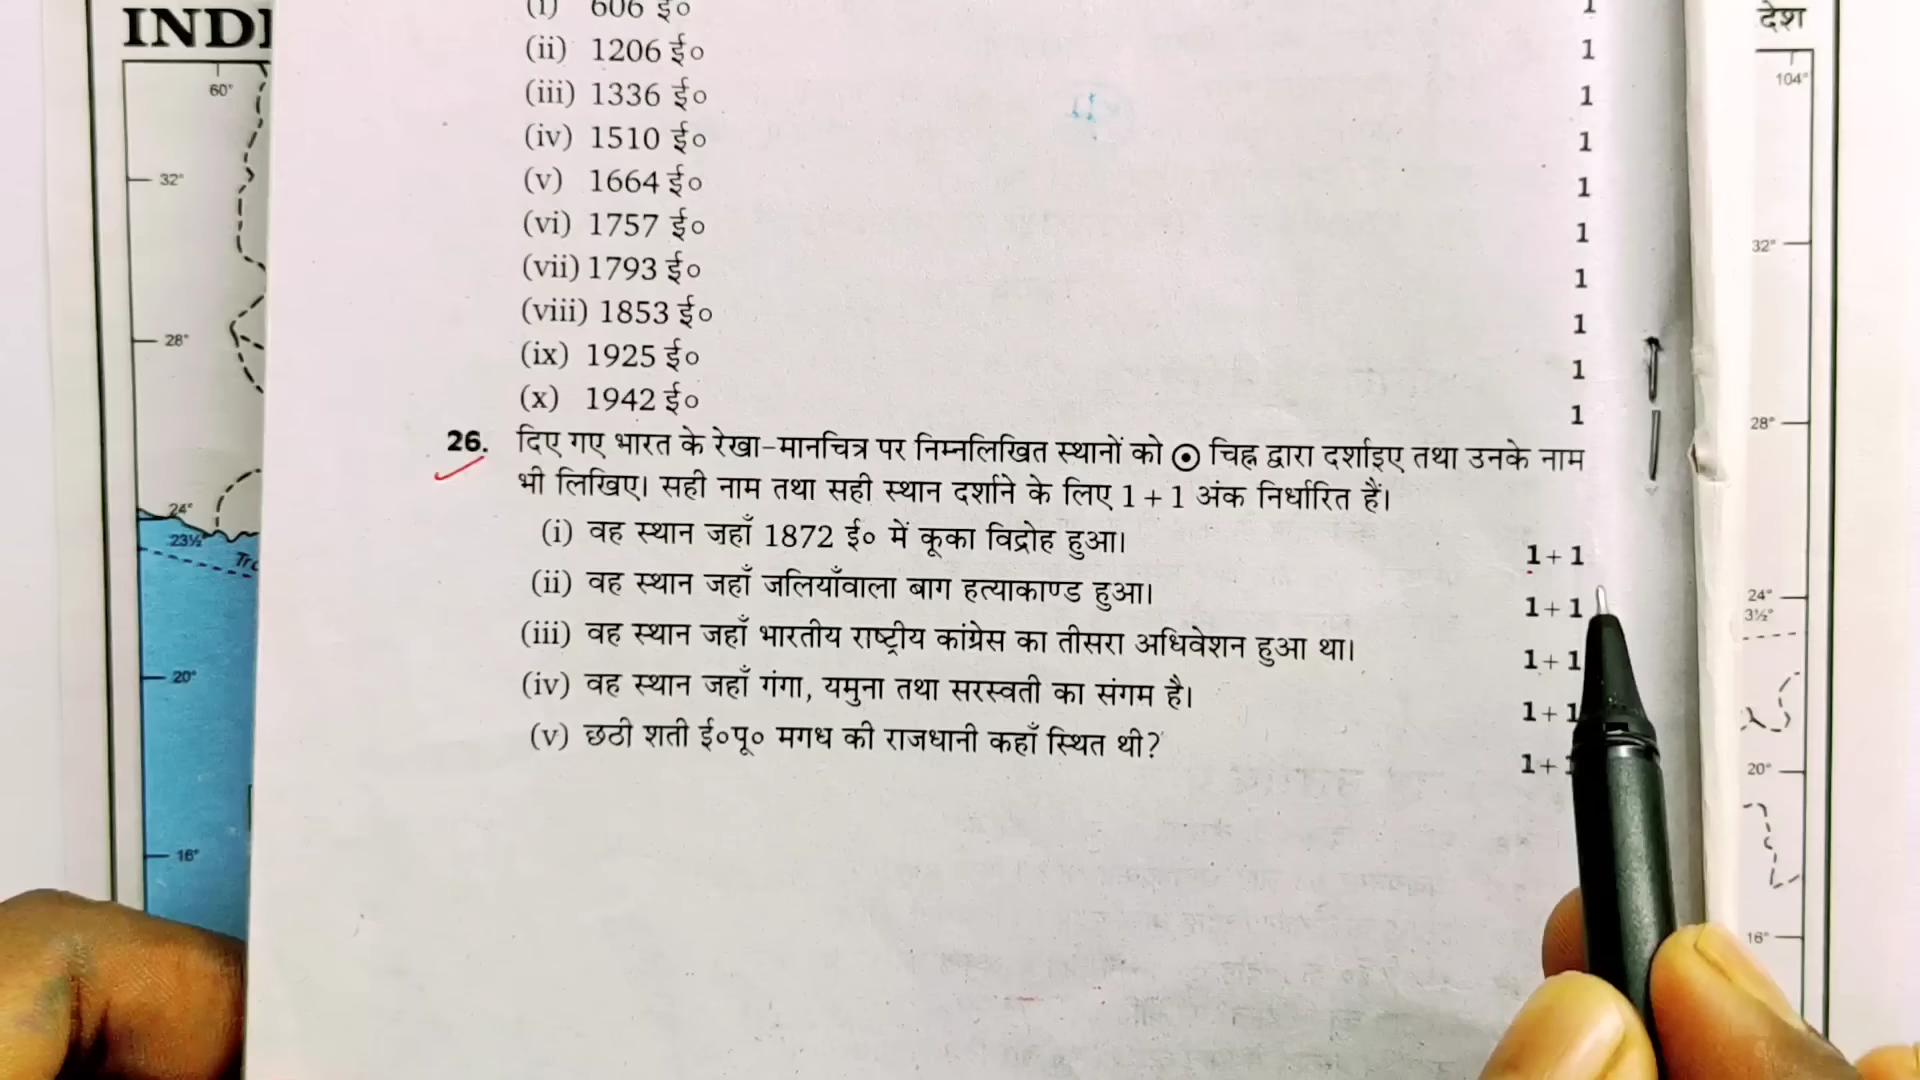 INDI
देश
60°
104°
32°
28°
24°
23½°
Tro
20°
16°
32°
28°
24°
3½°
20°
16°
(i) 606 ई० 1
(ii) 1206 ई० 1
(iii) 1336 ई० 1
(iv) 1510 ई० 1
(v) 1664 ई० 1
(vi) 1757 ई० 1
(vii) 1793 ई० 1
(viii) 1853 ई० 1
(ix) 1925 ई० 1
(x) 1942 ई० 1
26. दिए गए भारत के रेखा-मानचित्र पर निम्नलिखित स्थानों को ⊙ चिह्न द्वारा दर्शाइए तथा उनके नाम
भी लिखिए। सही नाम तथा सही स्थान दर्शाने के लिए 1 + 1 अंक निर्धारित हैं।
(i) वह स्थान जहाँ 1872 ई० में कूका विद्रोह हुआ। 1+1
(ii) वह स्थान जहाँ जलियाँवाला बाग हत्याकाण्ड हुआ। 1+1
(iii) वह स्थान जहाँ भारतीय राष्ट्रीय कांग्रेस का तीसरा अधिवेशन हुआ था। 1+1
(iv) वह स्थान जहाँ गंगा, यमुना तथा सरस्वती का संगम है। 1+1
(v) छठी शती ई०पू० मगध की राजधानी कहाँ स्थित थी? 1+1